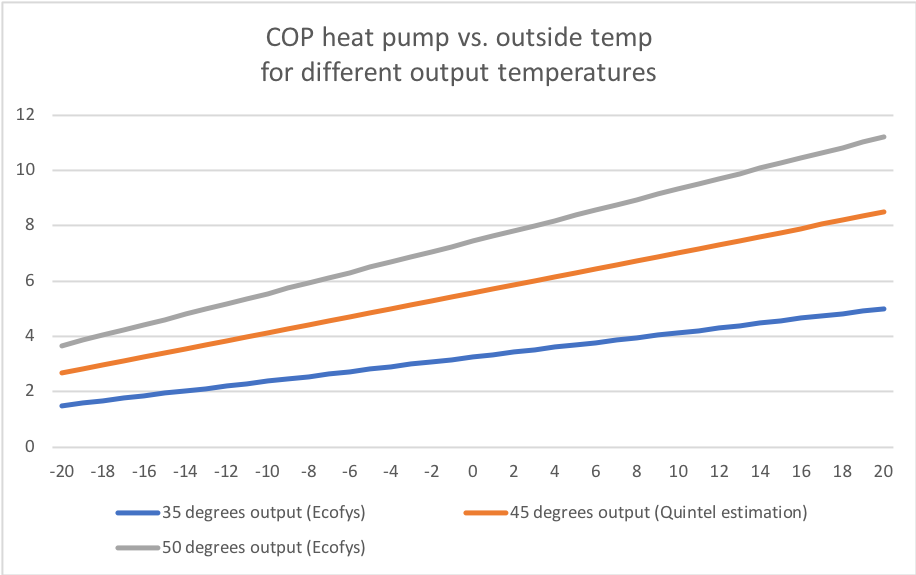 COP heat pump vs. outside temp
for different output temperatures
12
10
8
6
4
2
0
-20 -18 -16 -14 -12 -10 -8 -6 -4 -2 0 2 4 6 8 10 12 14 16 18 20
35 degrees output (Ecofys) 45 degrees output (Quintel estimation)
50 degrees output (Ecofys)